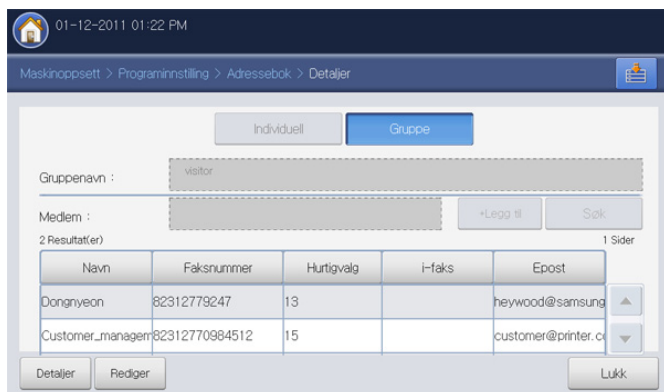 01-12-2011 01:22 PM
Maskinoppsett > Programinnstilling > Adressebok > Detaljer
Individuell Gruppe
Gruppenavn : visitor
Medlem : +Legg til Søk
2 Resultat(er) 1 Sider
Navn Faksnummer Hurtigvalg i-faks Epost
Dongnyeon 82312779247 13 heywood@samsung
Customer_managem 82312770984512 15 customer@printer.co
Detaljer Rediger Lukk